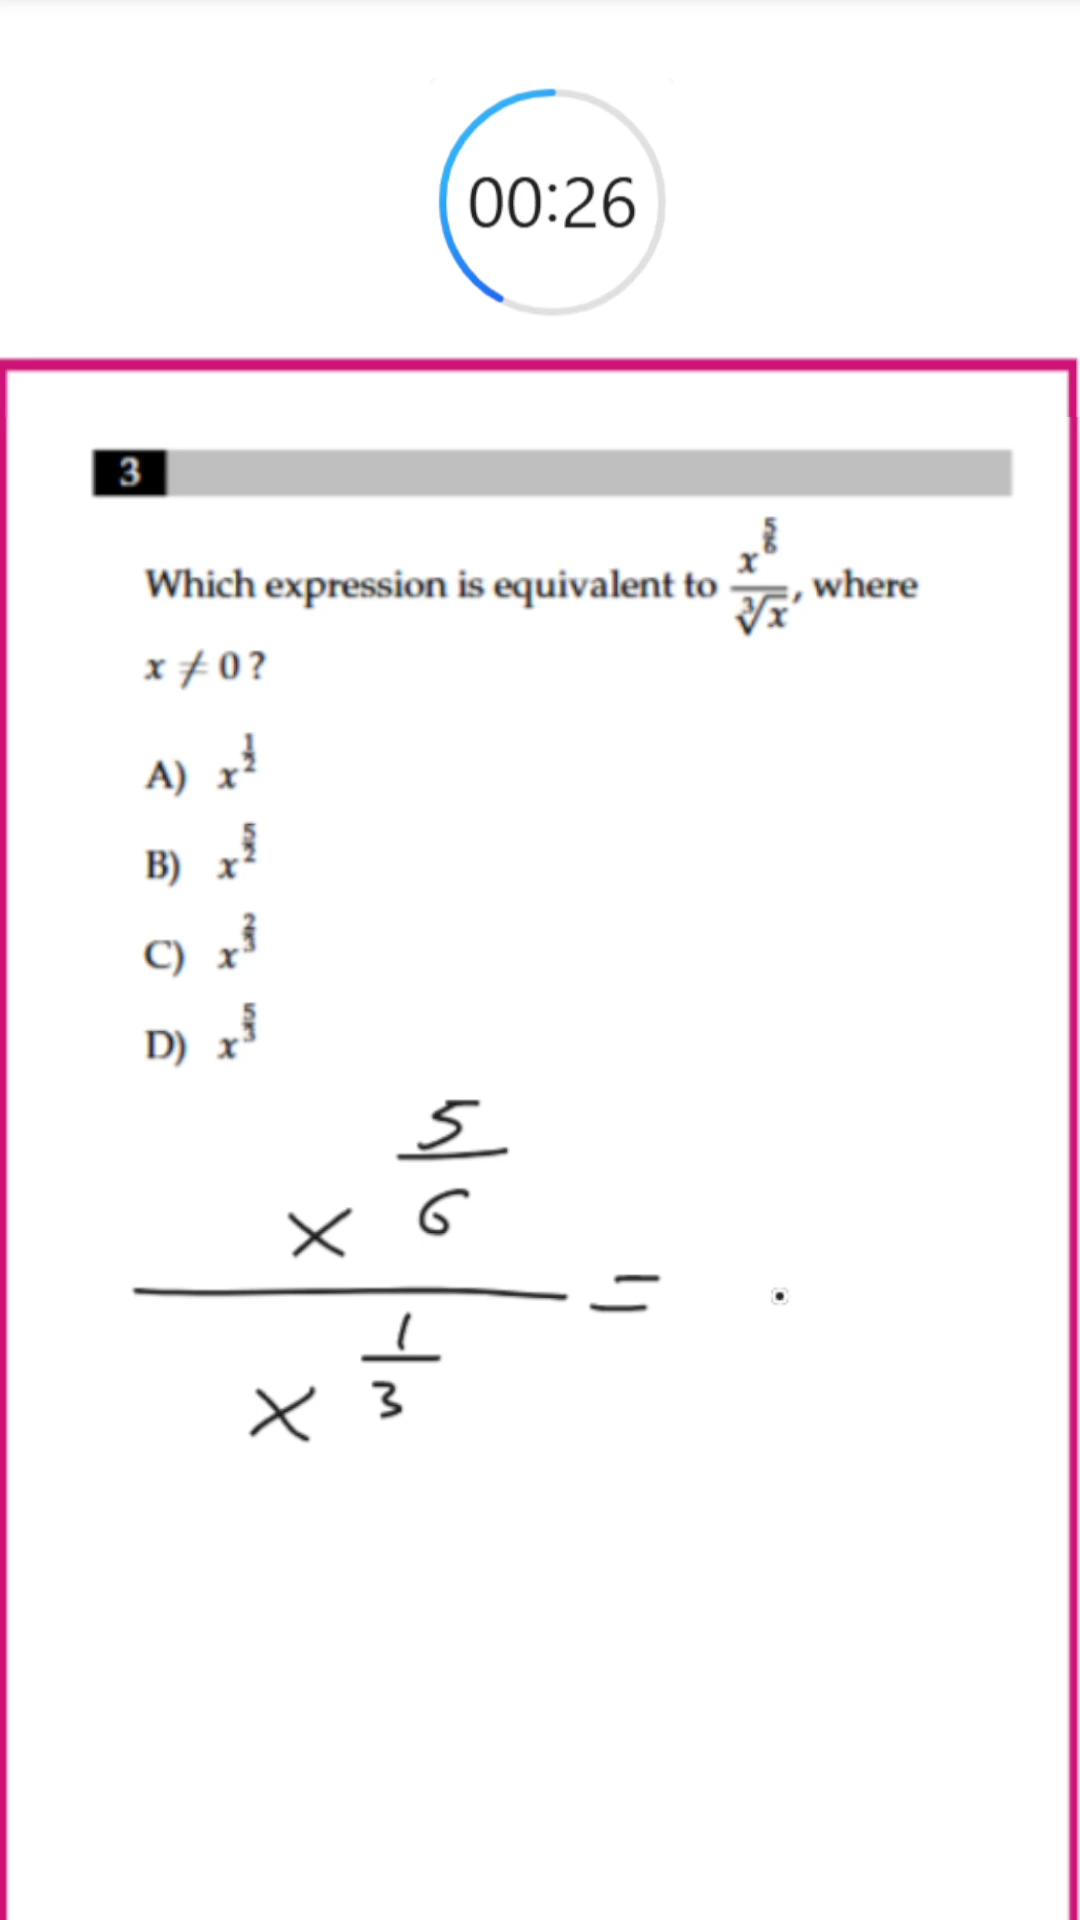 00:26
3
Which expression is equivalent to x^(5/6)/∛x, where
x ≠ 0?
A) x^(1/2)
B) x^(5/2)
C) x^(2/3)
D) x^(5/3)
x^(5/6)/x^(1/3) =